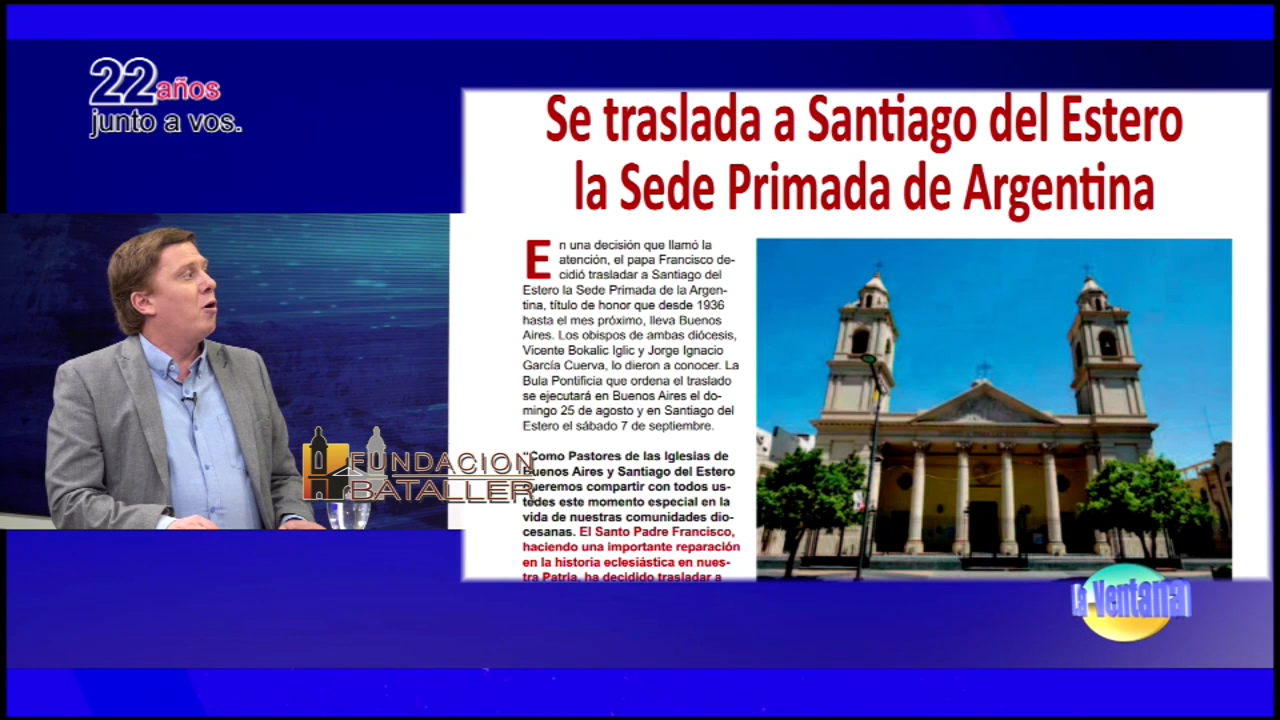 22 años
junto a vos.
Se traslada a Santiago del Estero
la Sede Primada de Argentina
En una decisión que llamó la
atención, el papa Francisco de-
cidió trasladar a Santiago del
Estero la Sede Primada de la Argen-
tina, título de honor que desde 1936
hasta el mes próximo, lleva Buenos
Aires. Los obispos de ambas diócesis,
Vicente Bokalic Iglic y Jorge Ignacio
García Cuerva, lo dieron a conocer. La
Bula Pontificia que ordena el traslado
se ejecutará en Buenos Aires el do-
mingo 25 de agosto y en Santiago del
Estero el sábado 7 de septiembre.
"Como Pastores de las Iglesias de
Buenos Aires y Santiago del Estero
queremos compartir con todos us-
tedes este momento especial en la
vida de nuestras comunidades dio-
cesanas. El Santo Padre Francisco,
haciendo una importante reparación
en la historia eclesiástica en nues-
tra Patria, ha decidido trasladar a
FUNDACION
BATALLER
La Ventana